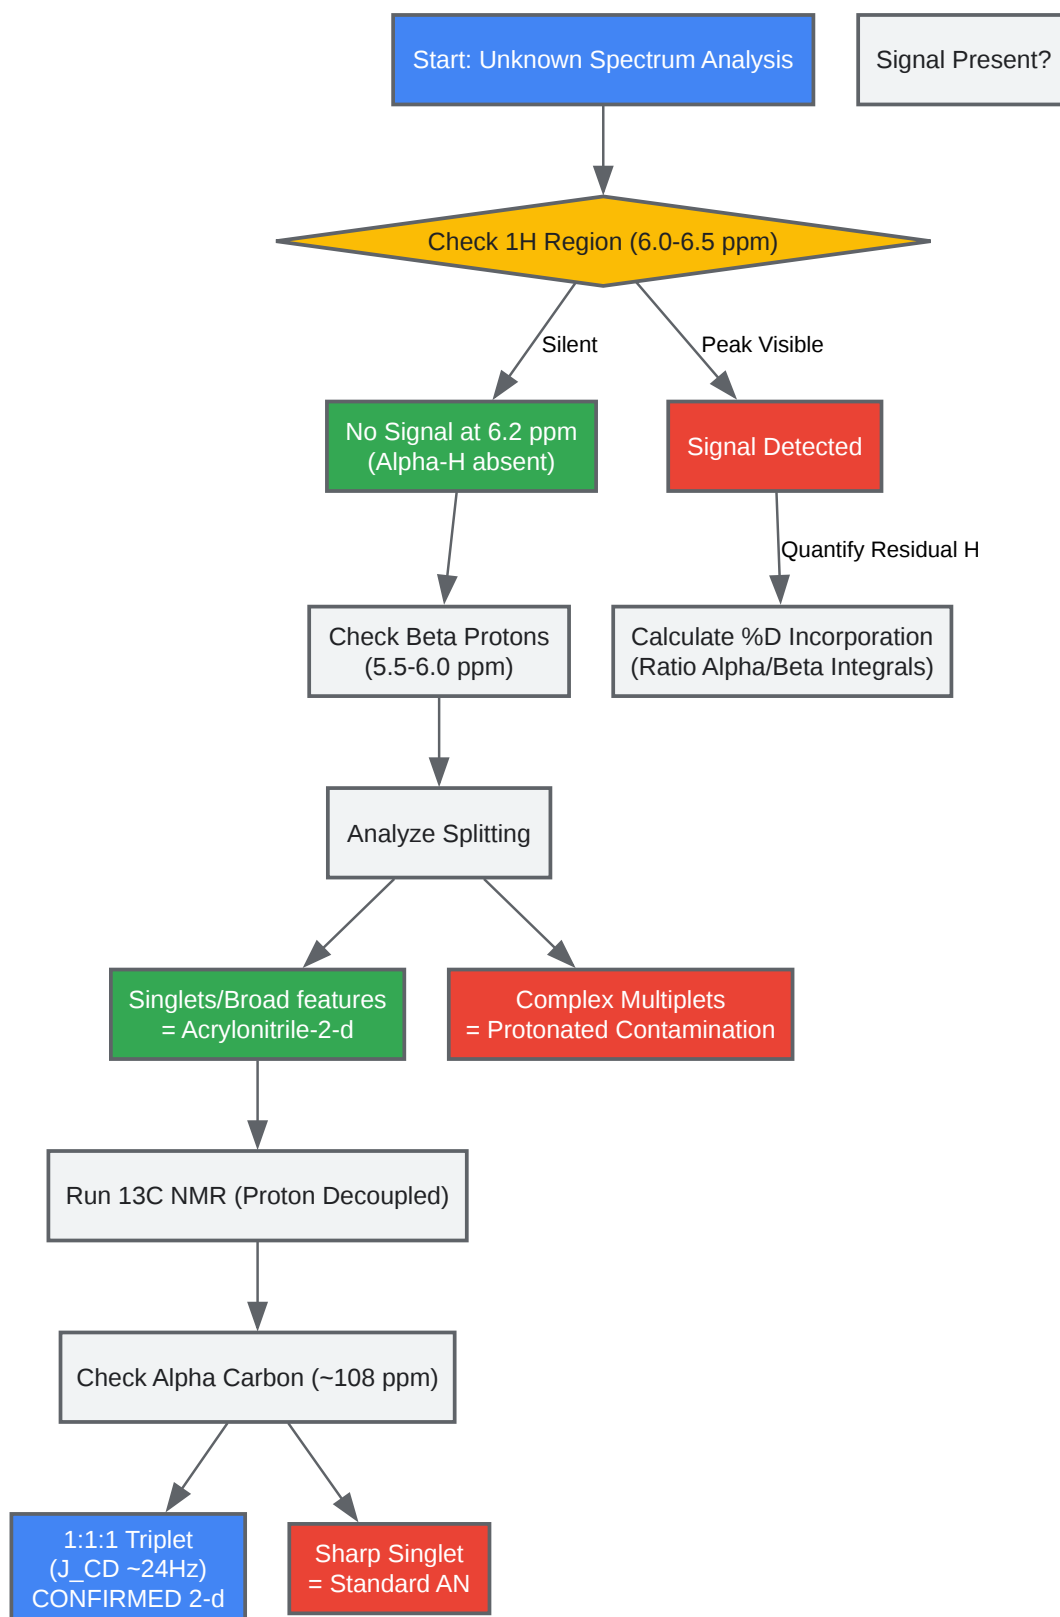 Start: Unknown Spectrum Analysis
Signal Present?
Check 1H Region (6.0-6.5 ppm)
Silent
Peak Visible
No Signal at 6.2 ppm
(Alpha-H absent)
Signal Detected
Quantify Residual H
Check Beta Protons
(5.5-6.0 ppm)
Calculate %D Incorporation
(Ratio Alpha/Beta Integrals)
Analyze Splitting
Singlets/Broad features
= Acrylonitrile-2-d
Complex Multiplets
= Protonated Contamination
Run 13C NMR (Proton Decoupled)
Check Alpha Carbon (~108 ppm)
1:1:1 Triplet
(J_CD ~24Hz)
CONFIRMED 2-d
Sharp Singlet
= Standard AN